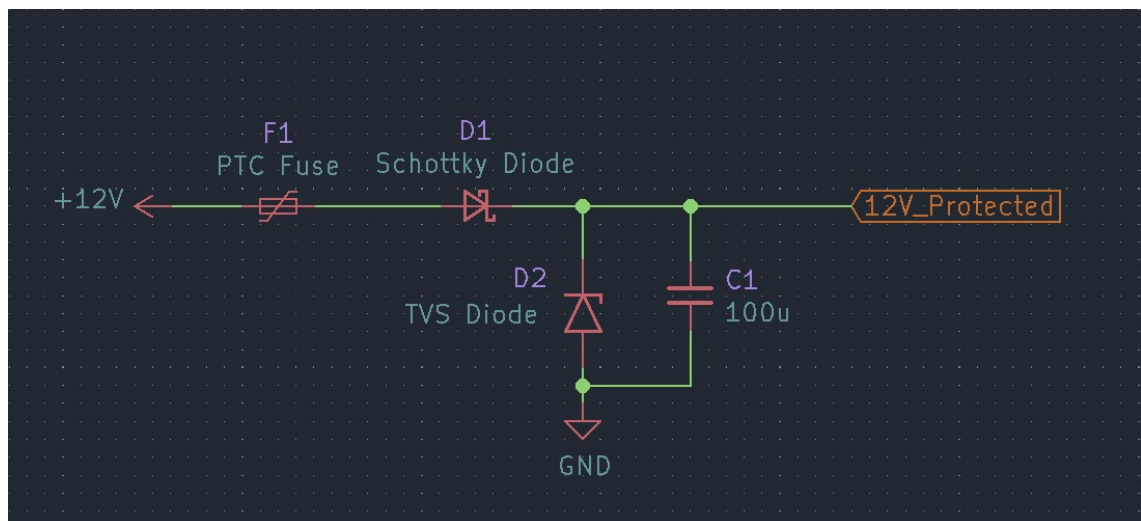 F1
PTC Fuse
D1
Schottky Diode
+12V
12V_Protected
D2
TVS Diode
C1
100u
GND